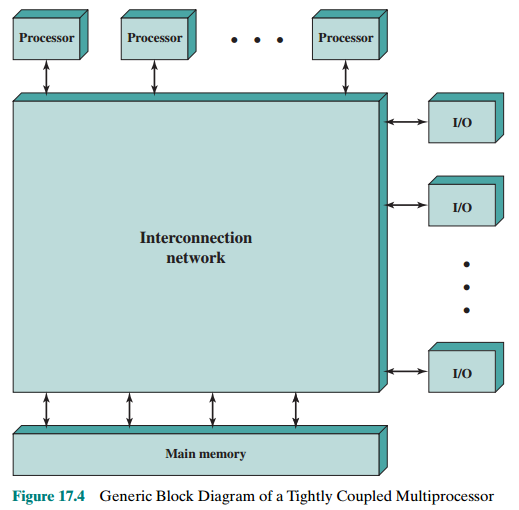 Processor
Processor
• • •
Processor
I/O
I/O
Interconnection
network
I/O
Main memory
Figure 17.4 Generic Block Diagram of a Tightly Coupled Multiprocessor